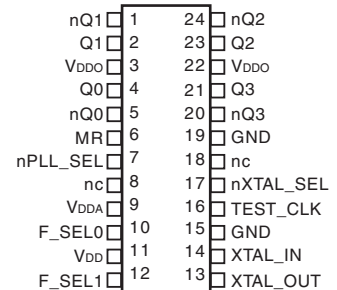 nQ1 1 24 nQ2
Q1 2 23 Q2
VDDO 3 22 VDDO
Q0 4 21 Q3
nQ0 5 20 nQ3
MR 6 19 GND
nPLL_SEL 7 18 nc
nc 8 17 nXTAL_SEL
VDDA 9 16 TEST_CLK
F_SEL0 10 15 GND
VDD 11 14 XTAL_IN
F_SEL1 12 13 XTAL_OUT